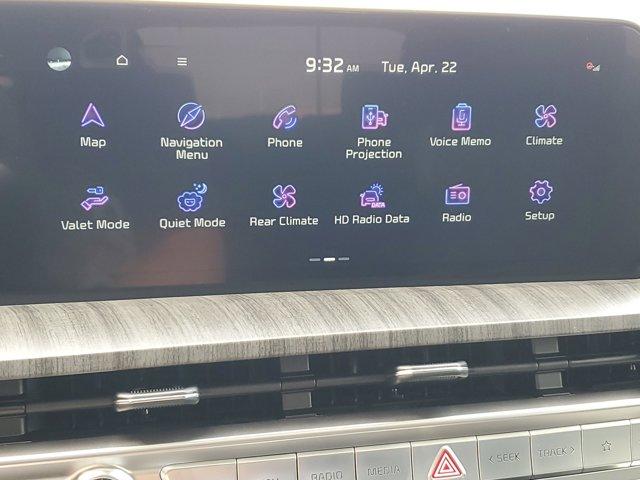 9:32 AM Tue, Apr. 22
Map
Navigation
Menu
Phone
Phone
Projection
Voice Memo
Climate
Valet Mode
Quiet Mode
Rear Climate
DATA
HD Radio Data
Radio
Setup
RADIO
MEDIA
< SEEK
TRACK >